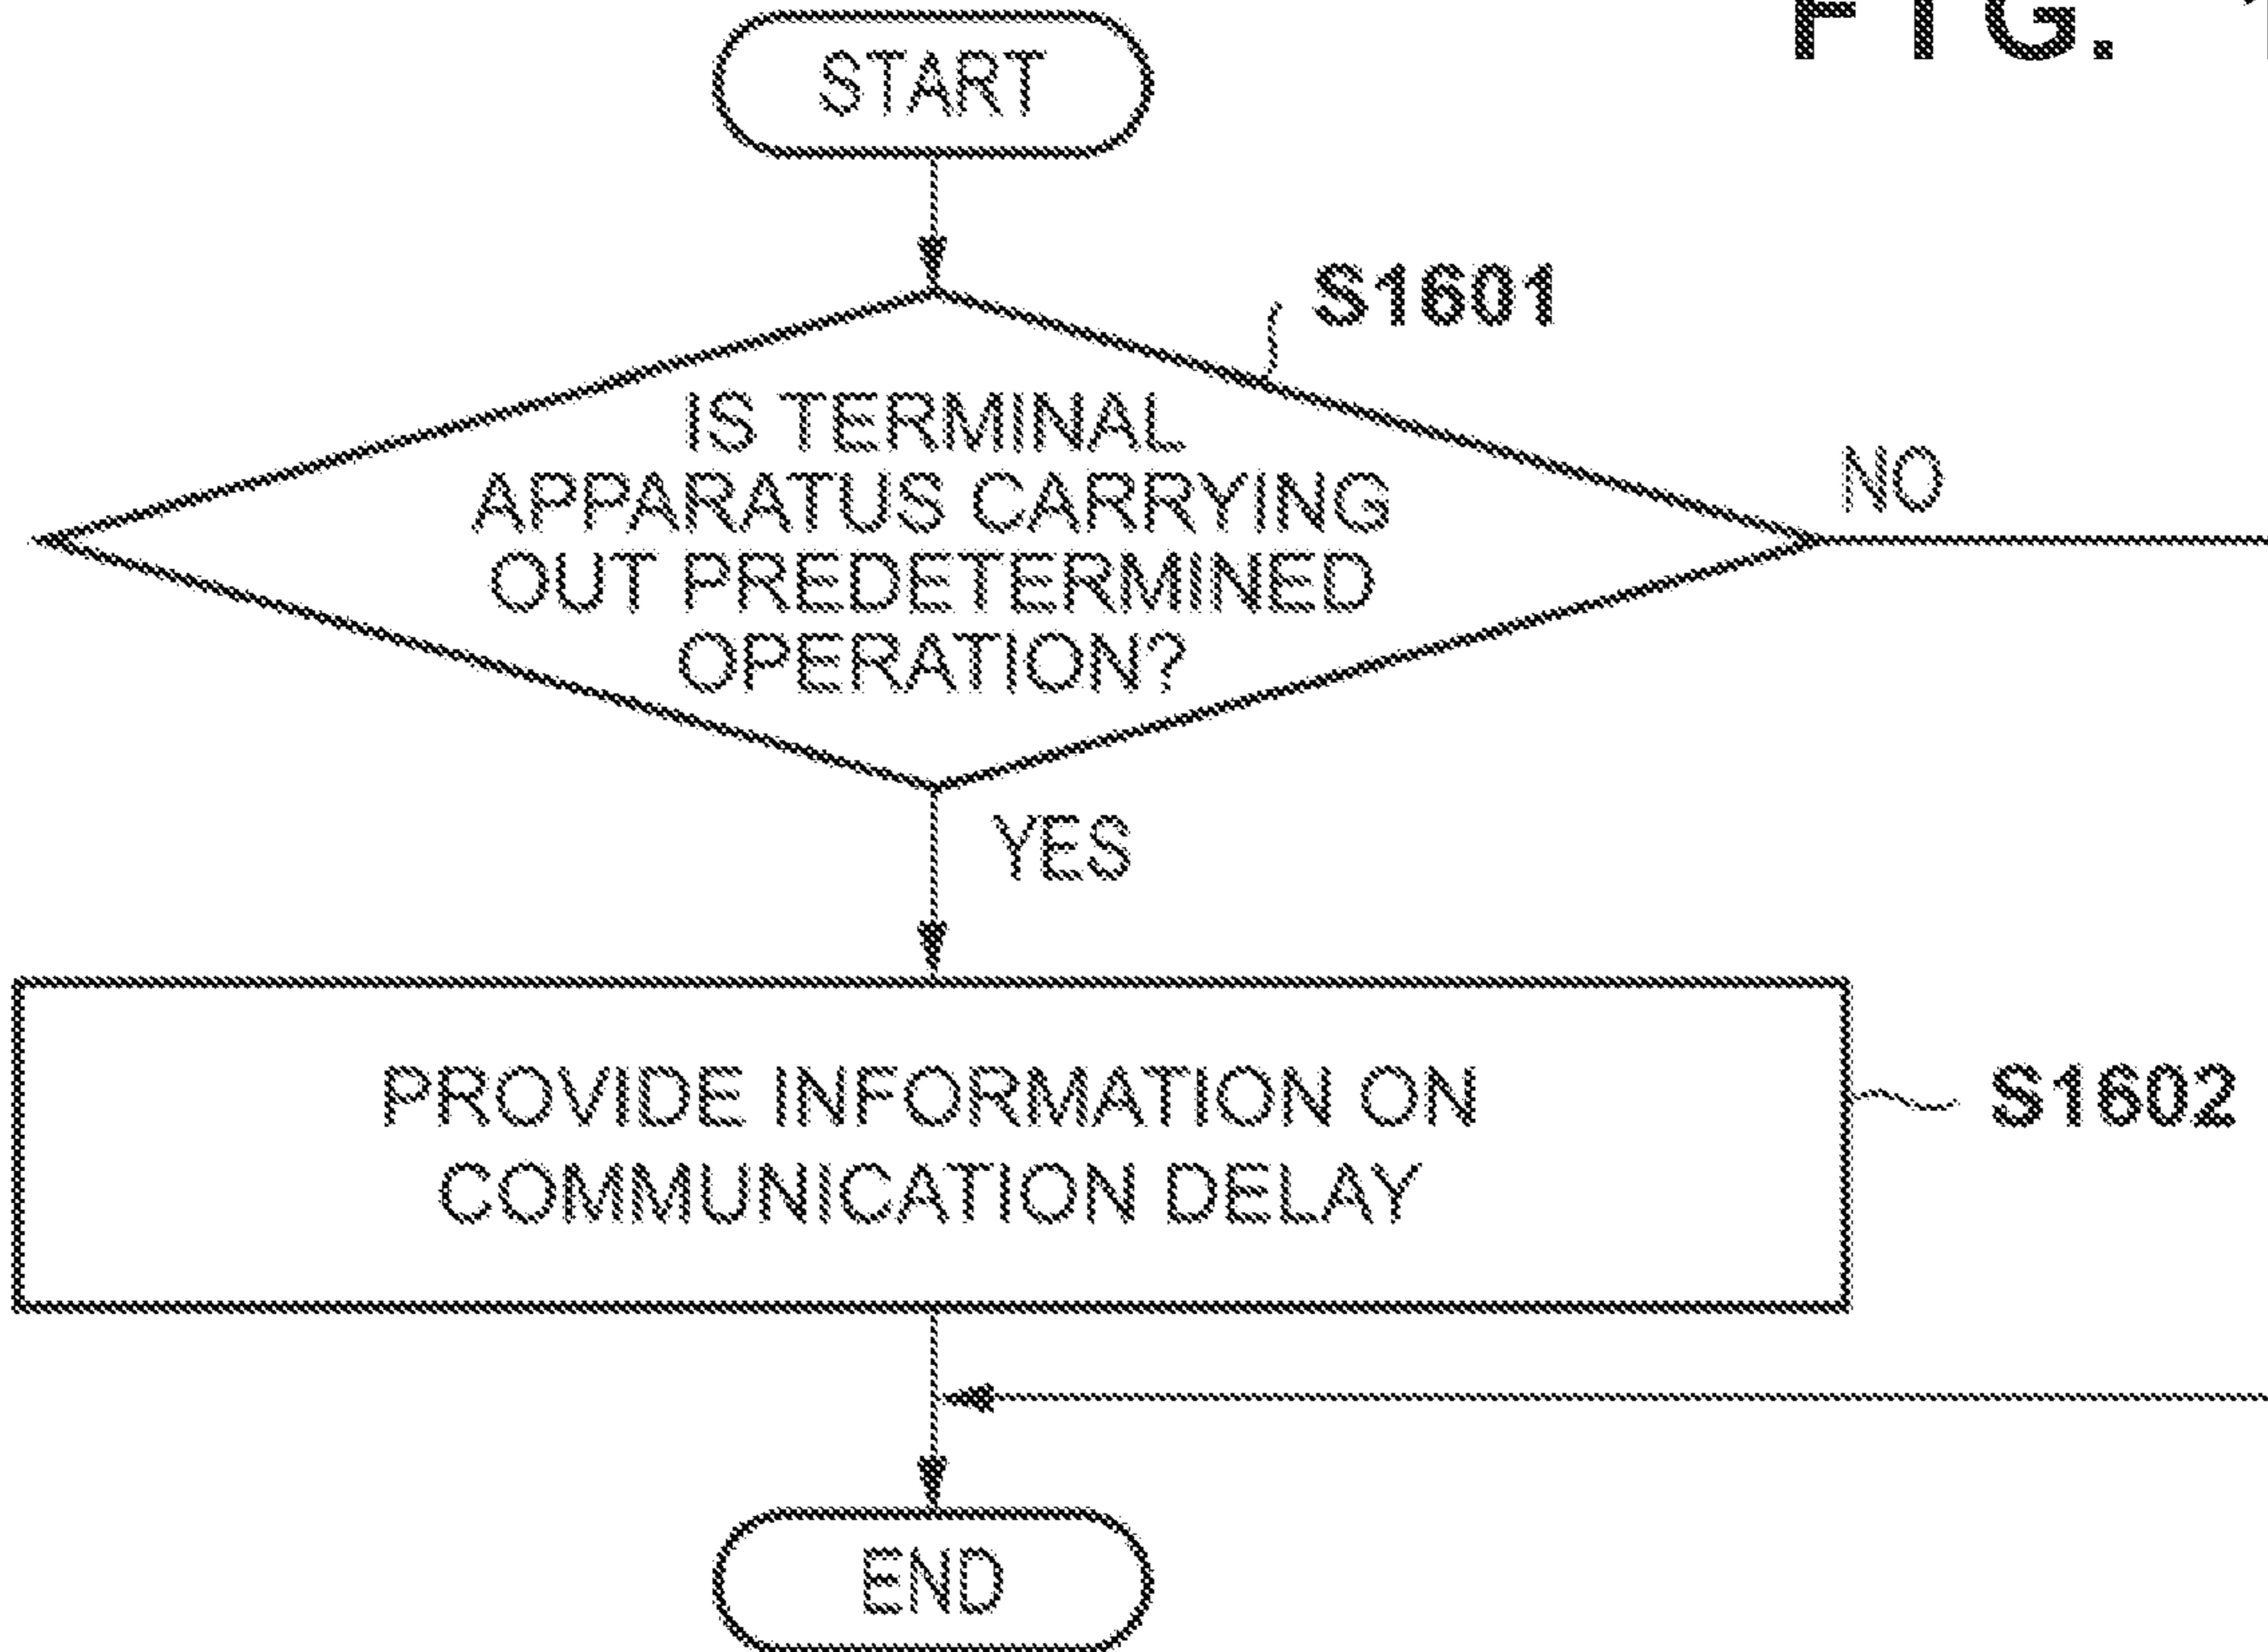 FIG.
START
S1601
IS TERMINAL
APPARATUS CARRYING
OUT PREDETERMINED
OPERATION?
NO
YES
PROVIDE INFORMATION ON
COMMUNICATION DELAY
S1602
END